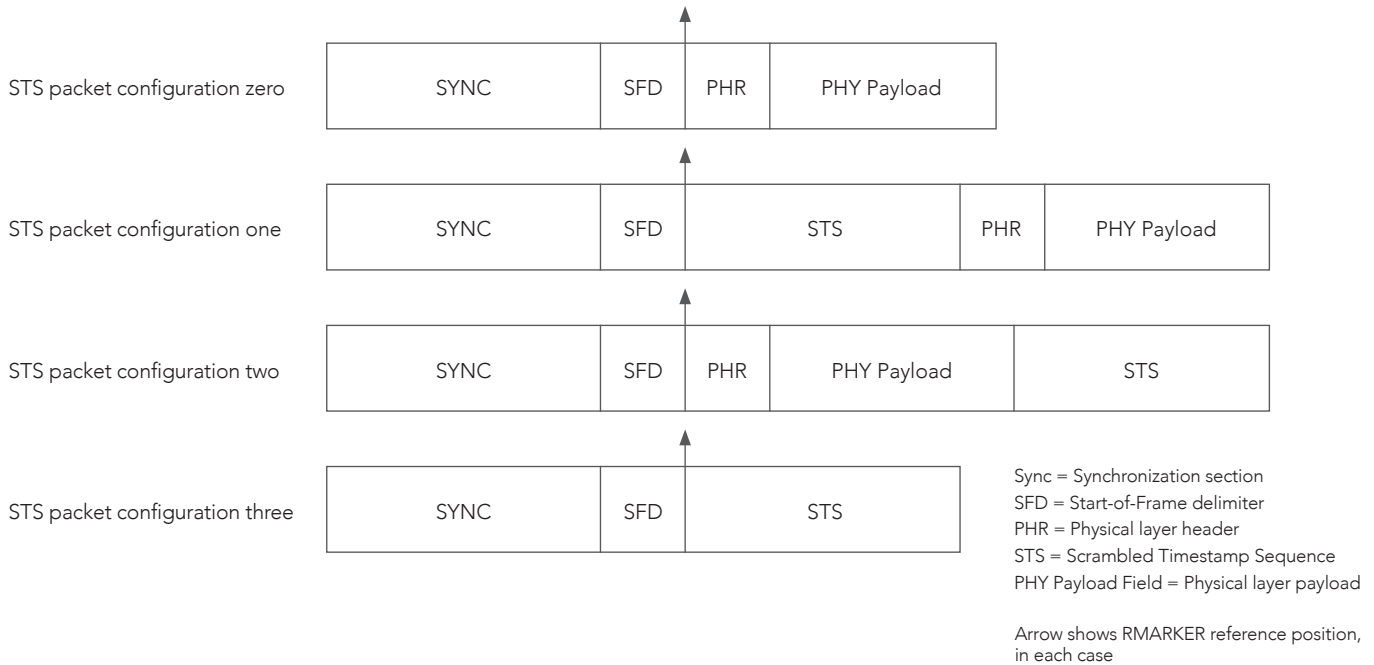 STS packet configuration zero SYNC SFD PHR PHY Payload
STS packet configuration one SYNC SFD STS PHR PHY Payload
STS packet configuration two SYNC SFD PHR PHY Payload STS
STS packet configuration three SYNC SFD STS
Sync = Synchronization section
SFD = Start-of-Frame delimiter
PHR = Physical layer header
STS = Scrambled Timestamp Sequence
PHY Payload Field = Physical layer payload
Arrow shows RMARKER reference position,
in each case